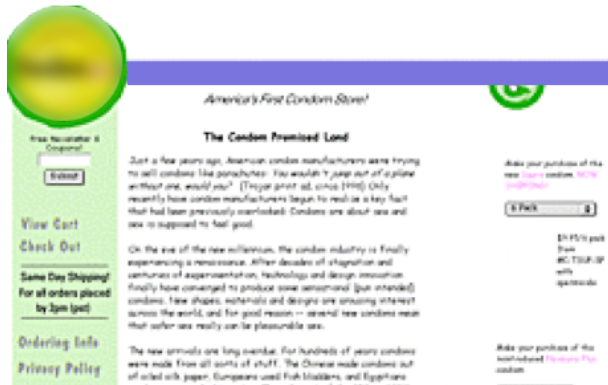 America's First Condom Store!
Free Newsletter &
Coupons!
Submit
View Cart
Check Out
Same Day Shipping!
For all orders placed
by 3pm (pst)
Ordering Info
Privacy Policy
The Condom Promised Land
Just a few years ago, American condom manufacturers were trying
to sell condoms like parachutes: You wouldn't jump out of a plane
without one, would you? (Trojan print ad, circa 1990) Only
recently have condom manufacturers begun to realize a key fact
that had been previously overlooked: Condoms are about sex and
sex is supposed to feel good.
On the eve of the new millennium, the condom industry is finally
experiencing a renaissance. After decades of stagnation and
centuries of experimentation, technology and design innovation
finally have converged to produce some sensational (pun intended)
condoms. New shapes, materials and designs are arousing interest
across the world, and for good reason -- several new condoms mean
that safer sex really can be pleasurable sex.
The new arrivals are long overdue. For hundreds of years condoms
were made from all sorts of stuff. The Chinese made condoms out
of oiled silk paper, Europeans used fish bladders, and Egyptians
Make your purchase of the
new condom. NOW
6 Pack
pack
from
with
spermicide
Make your purchase of the
condom